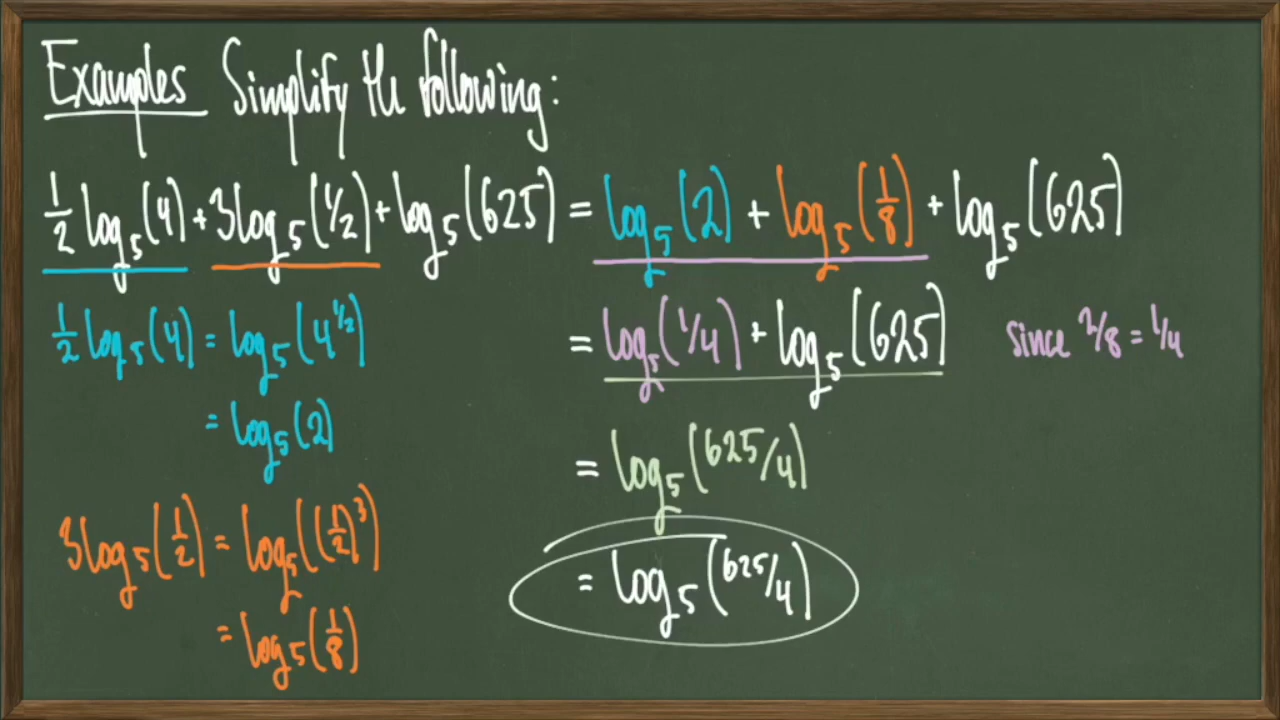 Examples Simplify the following:
½ log₅(4) + 3log₅(1/2) + log₅(625) = log₅(2) + log₅(1/8) + log₅(625)
½ log₅(4) = log₅(4^{1/2})
= log₅(2)
3log₅(1/2) = log₅((1/2)³)
= log₅(1/8)
= log₅(1/4) + log₅(625) since 2/8 = 1/4
= log₅(625/4)
= log₅(625/4)